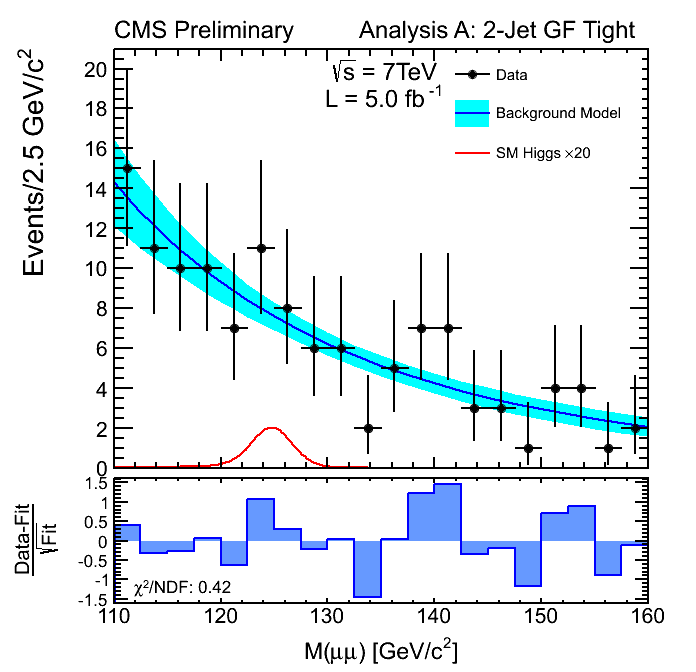 CMS Preliminary Analysis A: 2-Jet GF Tight
√s = 7TeV
L = 5.0 fb⁻¹
Data
Background Model
SM Higgs ×20
Events/2.5 GeV/c²
20
18
16
14
12
10
8
6
4
2
0
Data-Fit
√Fit
1.5
1
0.5
0
-0.5
-1
-1.5
χ²/NDF: 0.42
110 120 130 140 150 160
M(μμ) [GeV/c²]